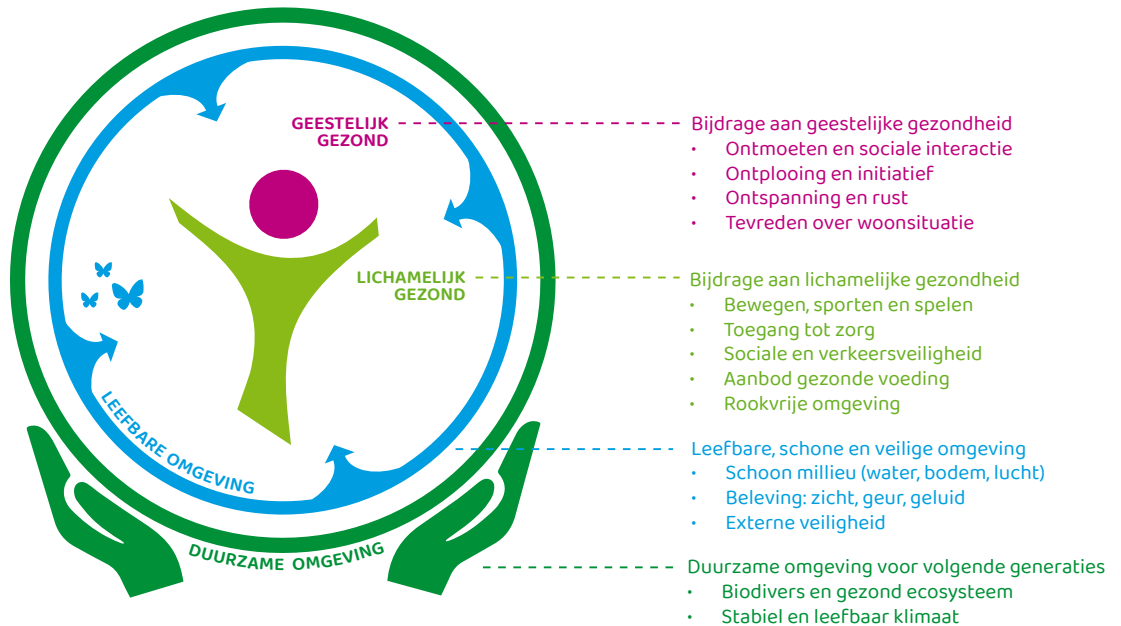 GEESTELIJK
GEZOND
LICHAMELIJK
GEZOND
LEEFBARE OMGEVING
DUURZAME OMGEVING
Bijdrage aan geestelijke gezondheid
• Ontmoeten en sociale interactie
• Ontplooing en initiatief
• Ontspanning en rust
• Tevreden over woonsituatie
Bijdrage aan lichamelijke gezondheid
• Bewegen, sporten en spelen
• Toegang tot zorg
• Sociale en verkeersveiligheid
• Aanbod gezonde voeding
• Rookvrije omgeving
Leefbare, schone en veilige omgeving
• Schoon millieu (water, bodem, lucht)
• Beleving: zicht, geur, geluid
• Externe veiligheid
Duurzame omgeving voor volgende generaties
• Biodivers en gezond ecosysteem
• Stabiel en leefbaar klimaat